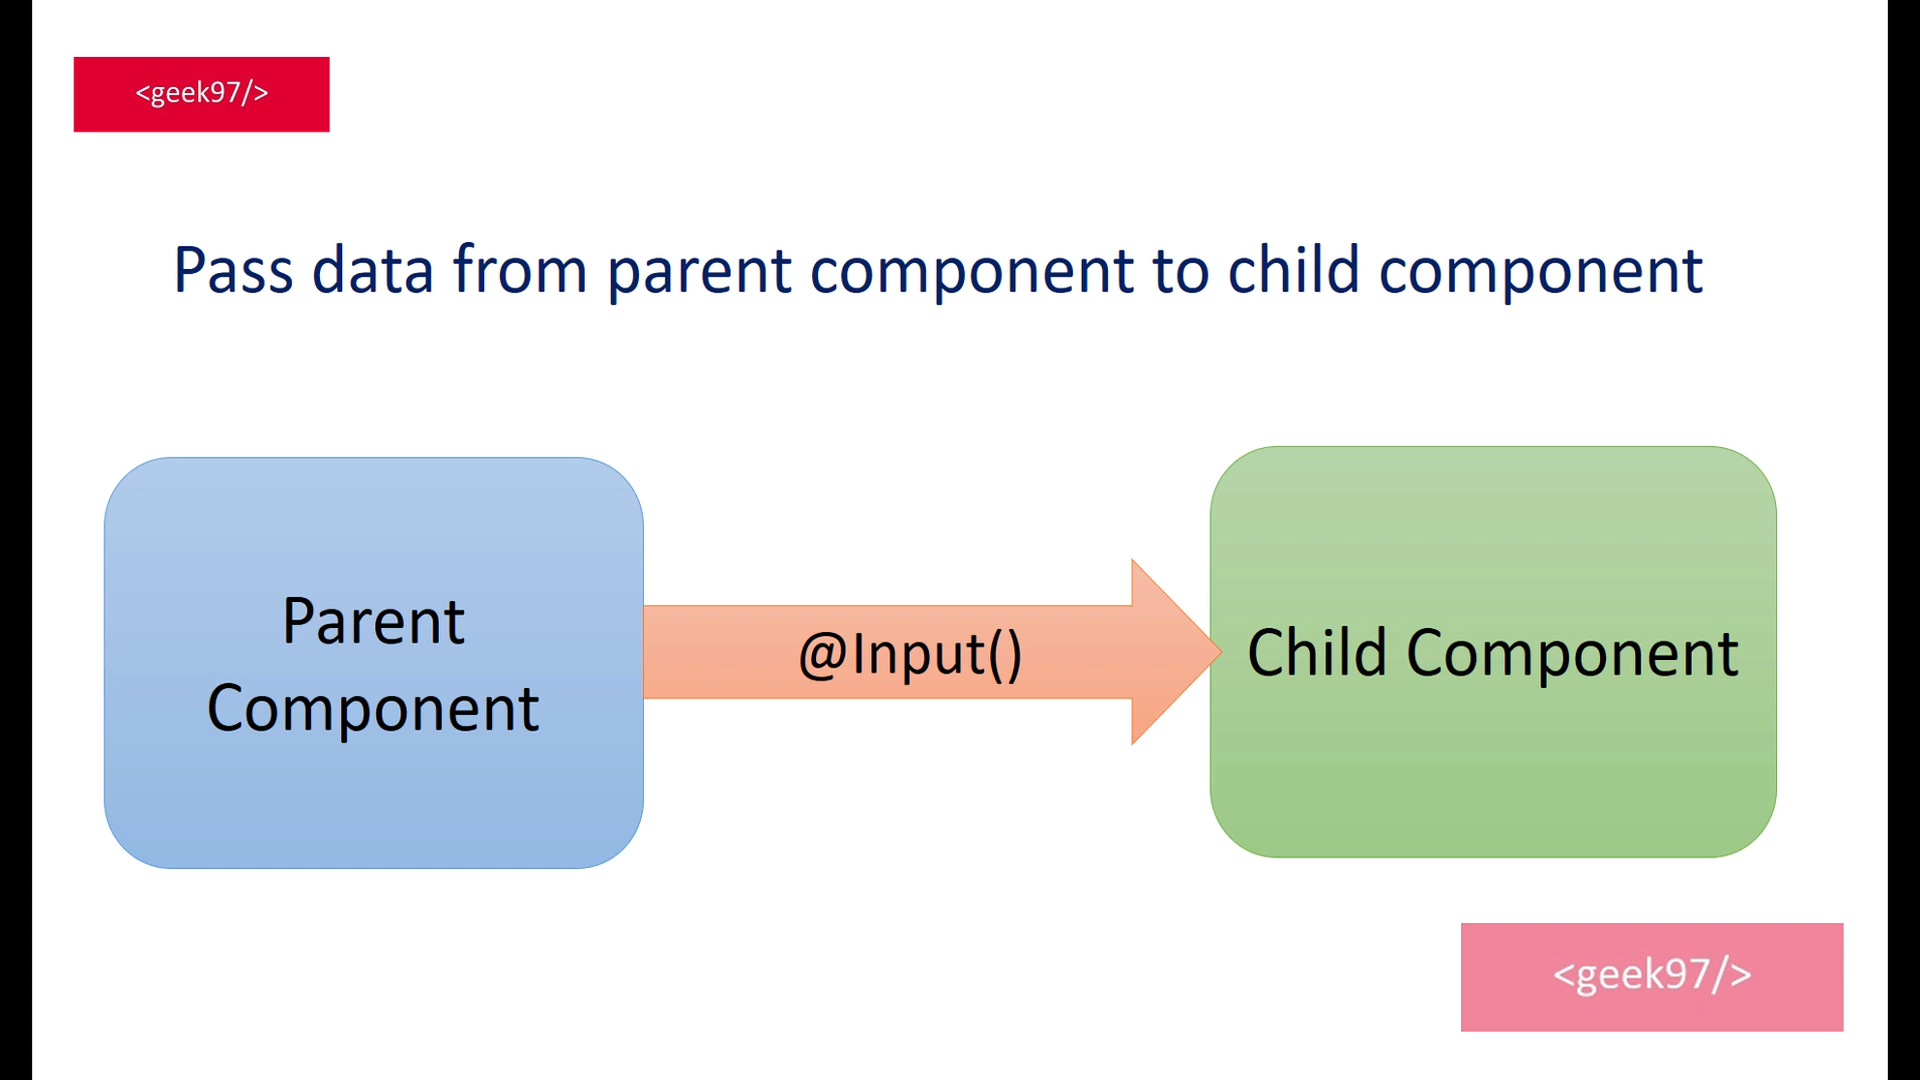 <geek97/>
Pass data from parent component to child component
Parent
Component
@Input()
Child Component
<geek97/>